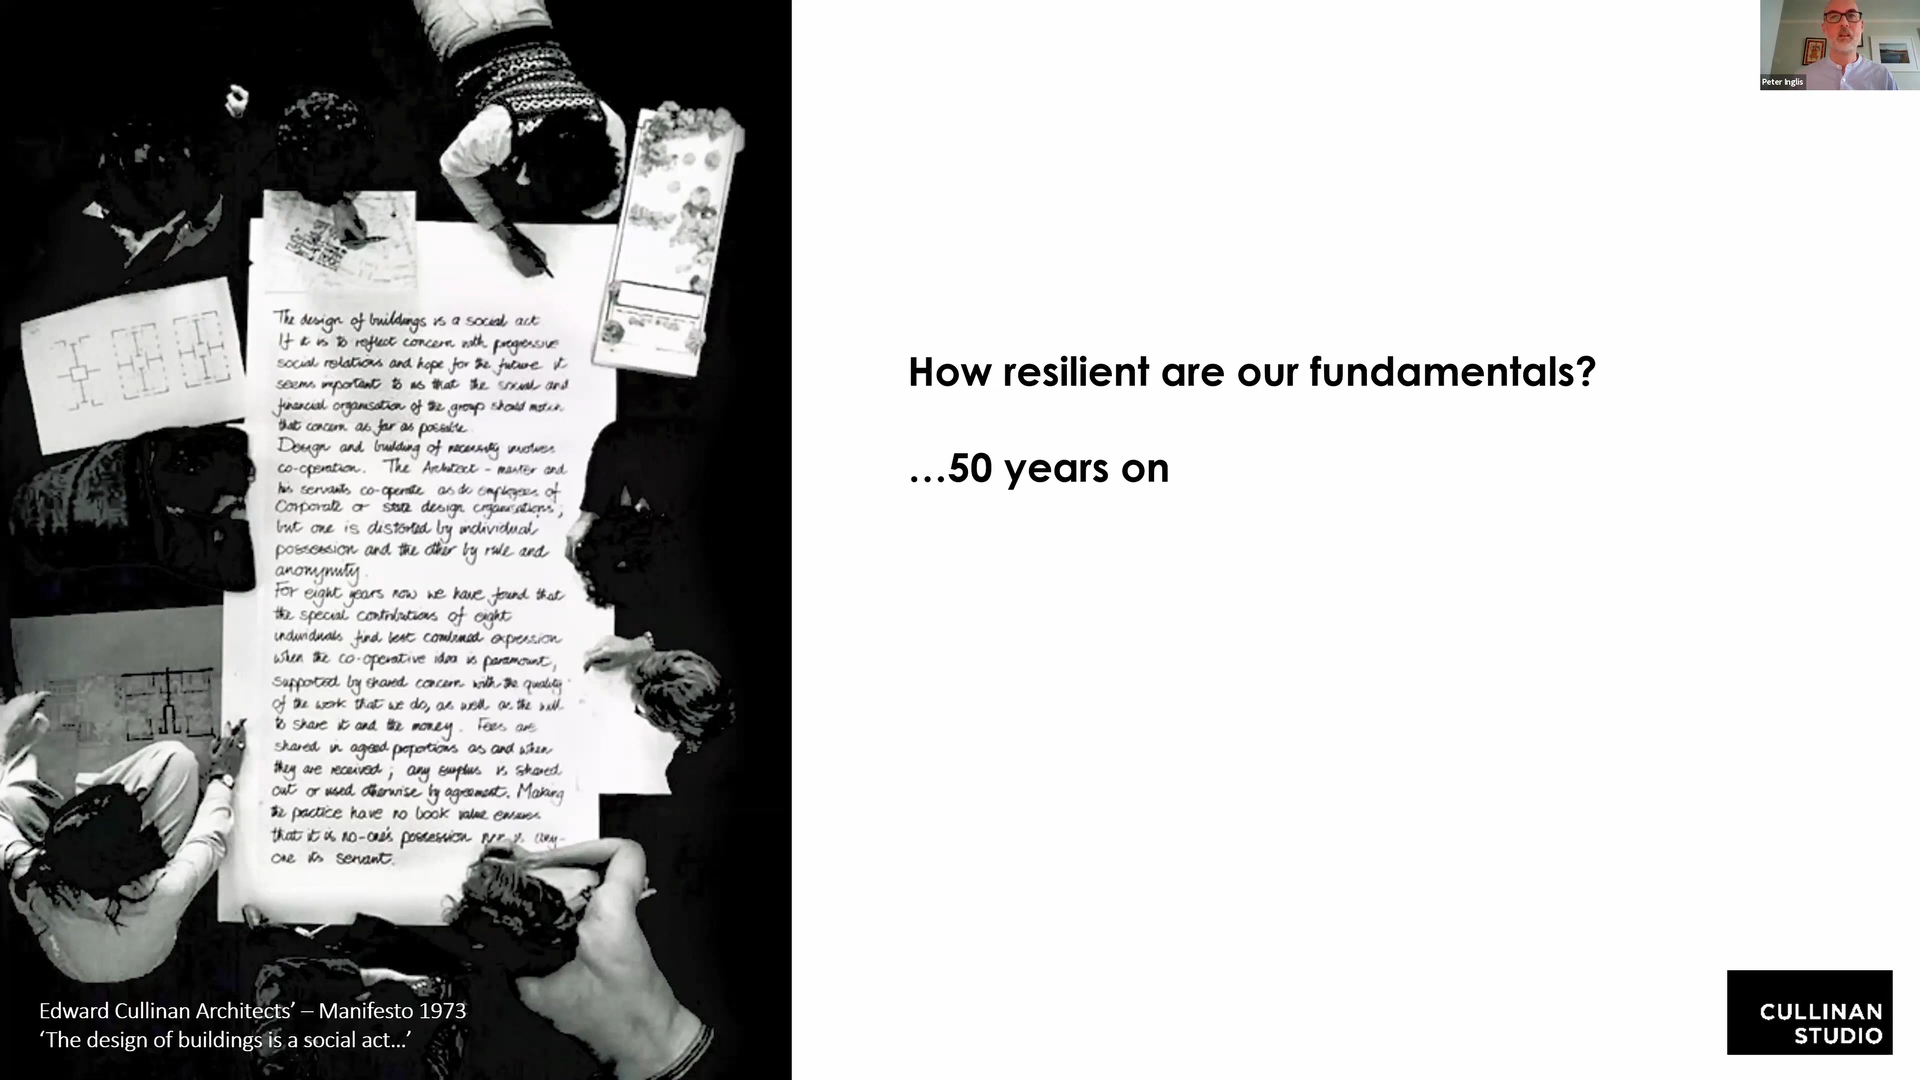 The design of buildings is a social act
If it is to reflect concern with progressive
social relations and hope for the future it
seems important to us that the social and
financial organisation of the group should match
that concern as far as possible.
Design and building of necessity involves
co-operation. The Architect - master and
his servants co-operate as do employees of
Corporate or state design organisations;
but one is distorted by individual
possession and the other by rule and
anonymity.
For eight years now we have found that
the special contributions of eight
individuals find best combined expression
when the co-operative idea is paramount,
supported by shared concern with the quality
of the work that we do, as well as the will
to share it and the money. Fees are
shared in agreed proportions as and when
they are received; any surplus is shared
out or used otherwise by agreement. Making
the practice have no book value ensures
that it is no-one's possession nor is any-
one its servant.
Edward Cullinan Architects’ – Manifesto 1973
‘The design of buildings is a social act…’
How resilient are our fundamentals?
…50 years on
Peter Inglis
CULLINAN
STUDIO